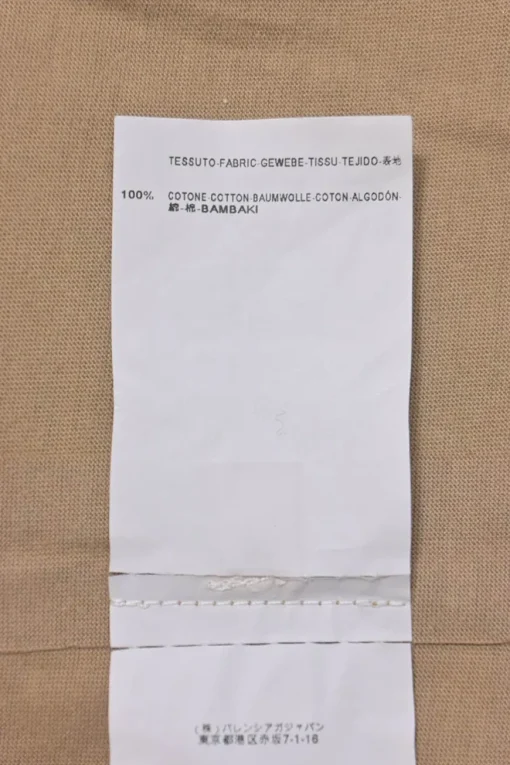 TESSUTO-FABRIC-GEWEBE-TISSU-TEJIDO-表地
100% COTONE-COTTON-BAUMWOLLE-COTON-ALGODÓN-
綿-棉-BAMBAKI
(株)バレンシアガジャパン
東京都港区赤坂7-1-16